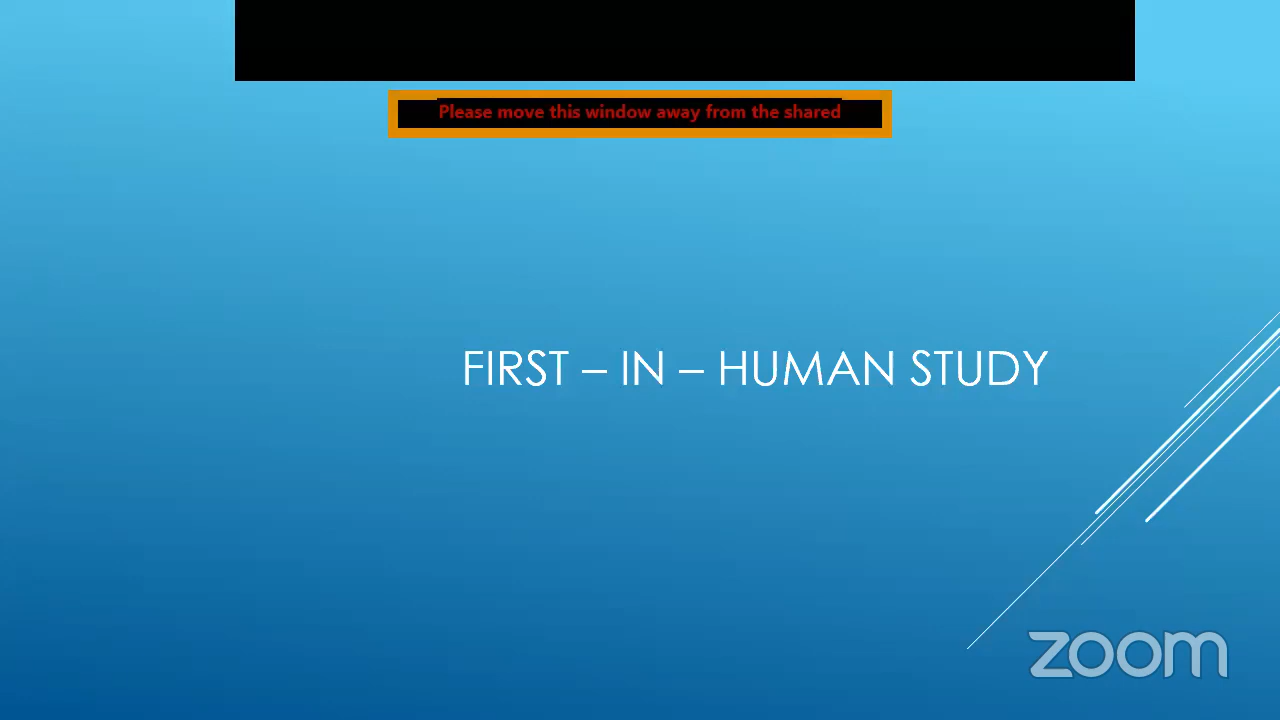 Please move this window away from the shared
FIRST – IN – HUMAN STUDY
zoom